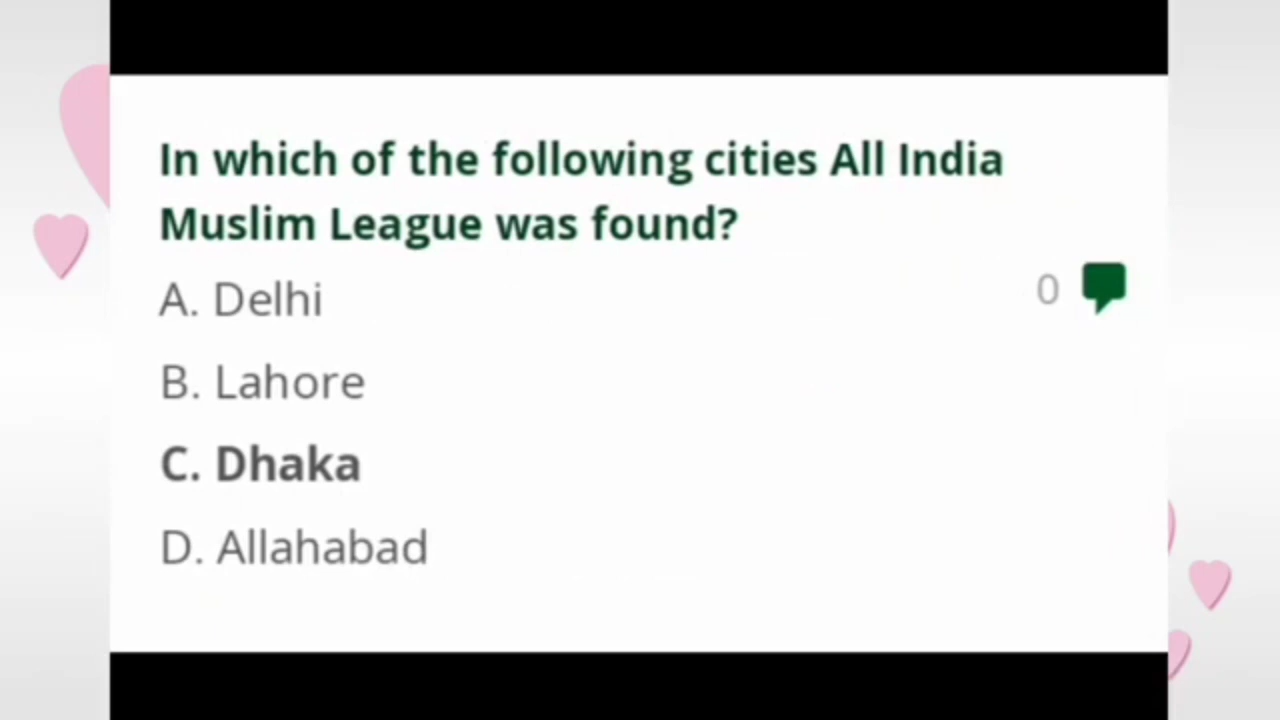 In which of the following cities All India
Muslim League was found?
A. Delhi
0
B. Lahore
C. Dhaka
D. Allahabad